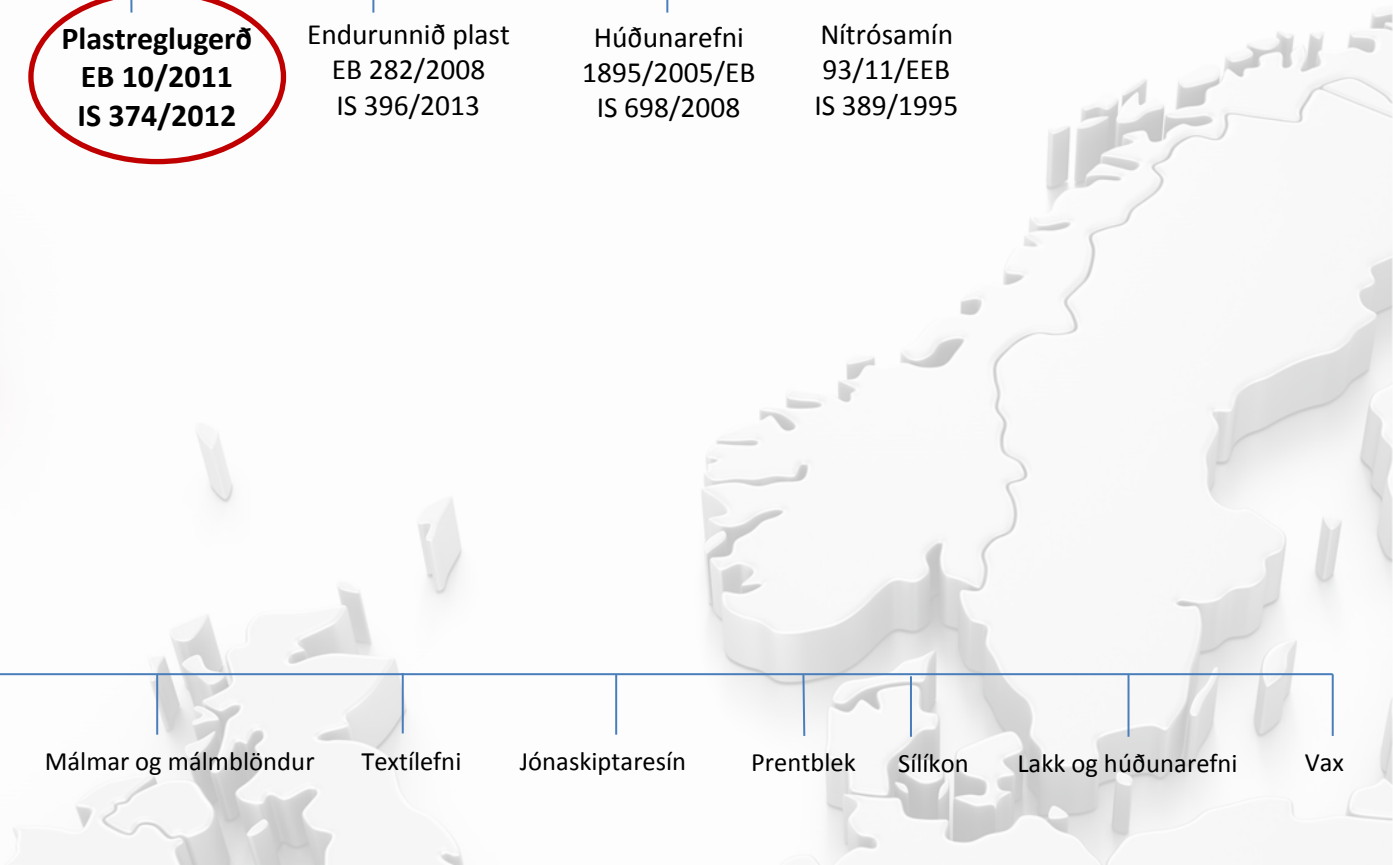 Plastreglugerð
EB 10/2011
IS 374/2012
Endurunnið plast
EB 282/2008
IS 396/2013
Húðunarefni
1895/2005/EB
IS 698/2008
Nítrósamín
93/11/EEB
IS 389/1995
Málmar og málmblöndur
Textílefni
Jónaskiptaresín
Prentblek
Sílíkon
Lakk og húðunarefni
Vax